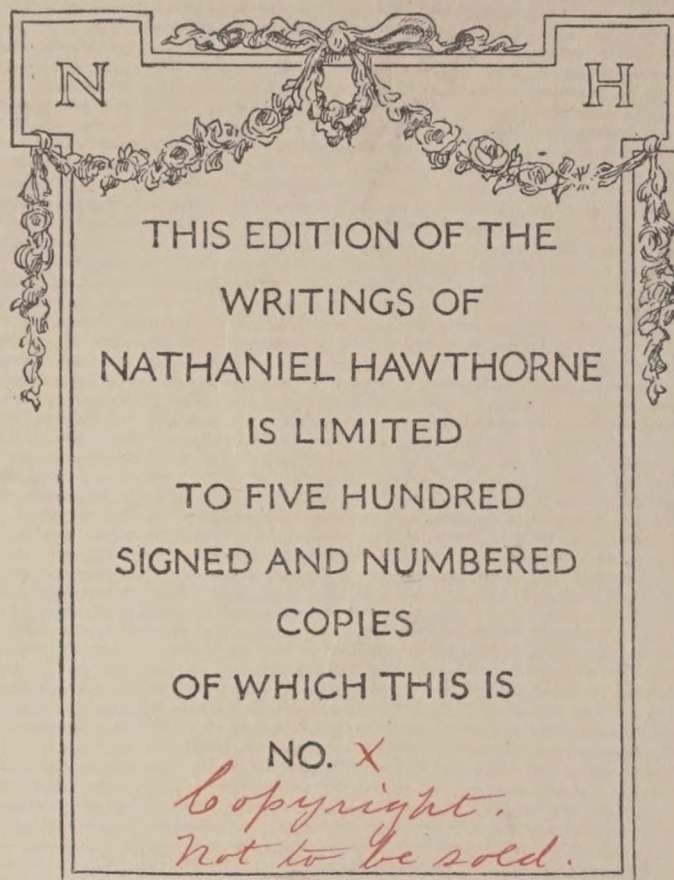 N H
THIS EDITION OF THE
WRITINGS OF
NATHANIEL HAWTHORNE
IS LIMITED
TO FIVE HUNDRED
SIGNED AND NUMBERED
COPIES
OF WHICH THIS IS
NO. X
Copyright.
Not to be sold.